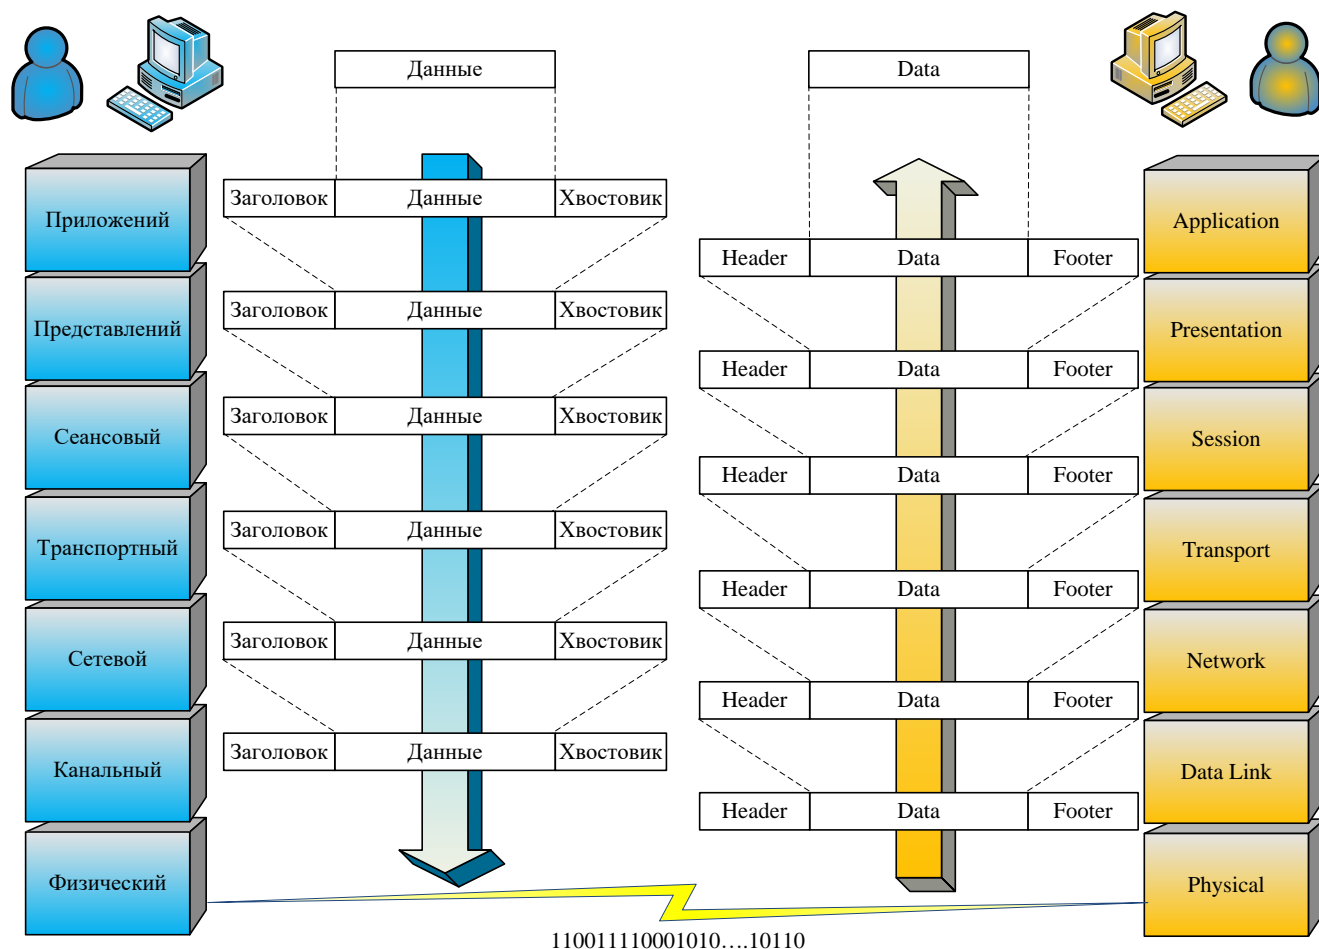 Данные
Data
Приложений
Заголовок Данные Хвостовик
Application
Header Data Footer
Представлений
Заголовок Данные Хвостовик
Presentation
Header Data Footer
Сеансовый
Заголовок Данные Хвостовик
Session
Header Data Footer
Транспортный
Заголовок Данные Хвостовик
Transport
Header Data Footer
Сетевой
Заголовок Данные Хвостовик
Network
Header Data Footer
Канальный
Заголовок Данные Хвостовик
Data Link
Header Data Footer
Физический
Physical
110011110001010….10110